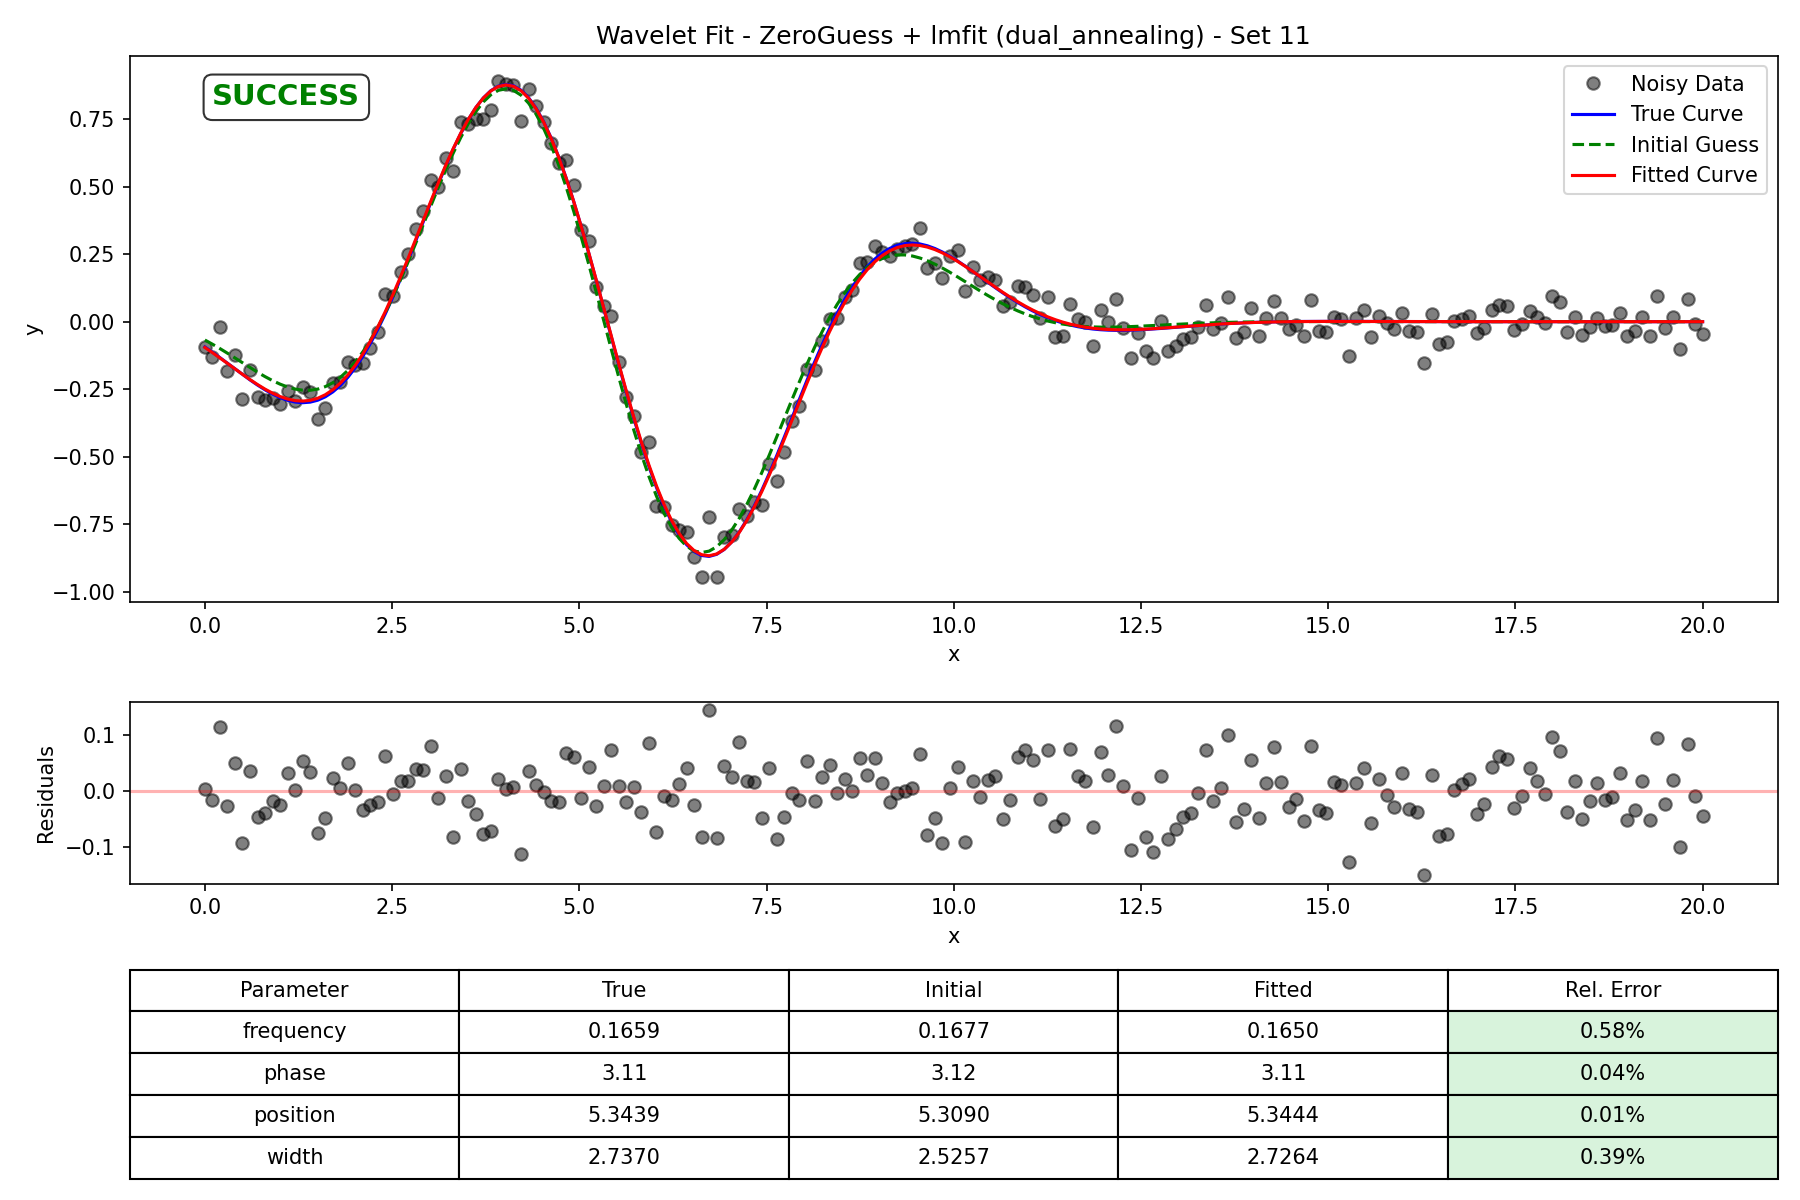 Wavelet Fit - ZeroGuess + lmfit (dual_annealing) - Set 11
SUCCESS
Noisy Data
True Curve
Initial Guess
Fitted Curve
y
0.75
0.50
0.25
0.00
−0.25
−0.50
−0.75
−1.00
0.0 2.5 5.0 7.5 10.0 12.5 15.0 17.5 20.0
x
Residuals
0.1
0.0
−0.1
0.0 2.5 5.0 7.5 10.0 12.5 15.0 17.5 20.0
x
Parameter True Initial Fitted Rel. Error
frequency 0.1659 0.1677 0.1650 0.58%
phase 3.11 3.12 3.11 0.04%
position 5.3439 5.3090 5.3444 0.01%
width 2.7370 2.5257 2.7264 0.39%